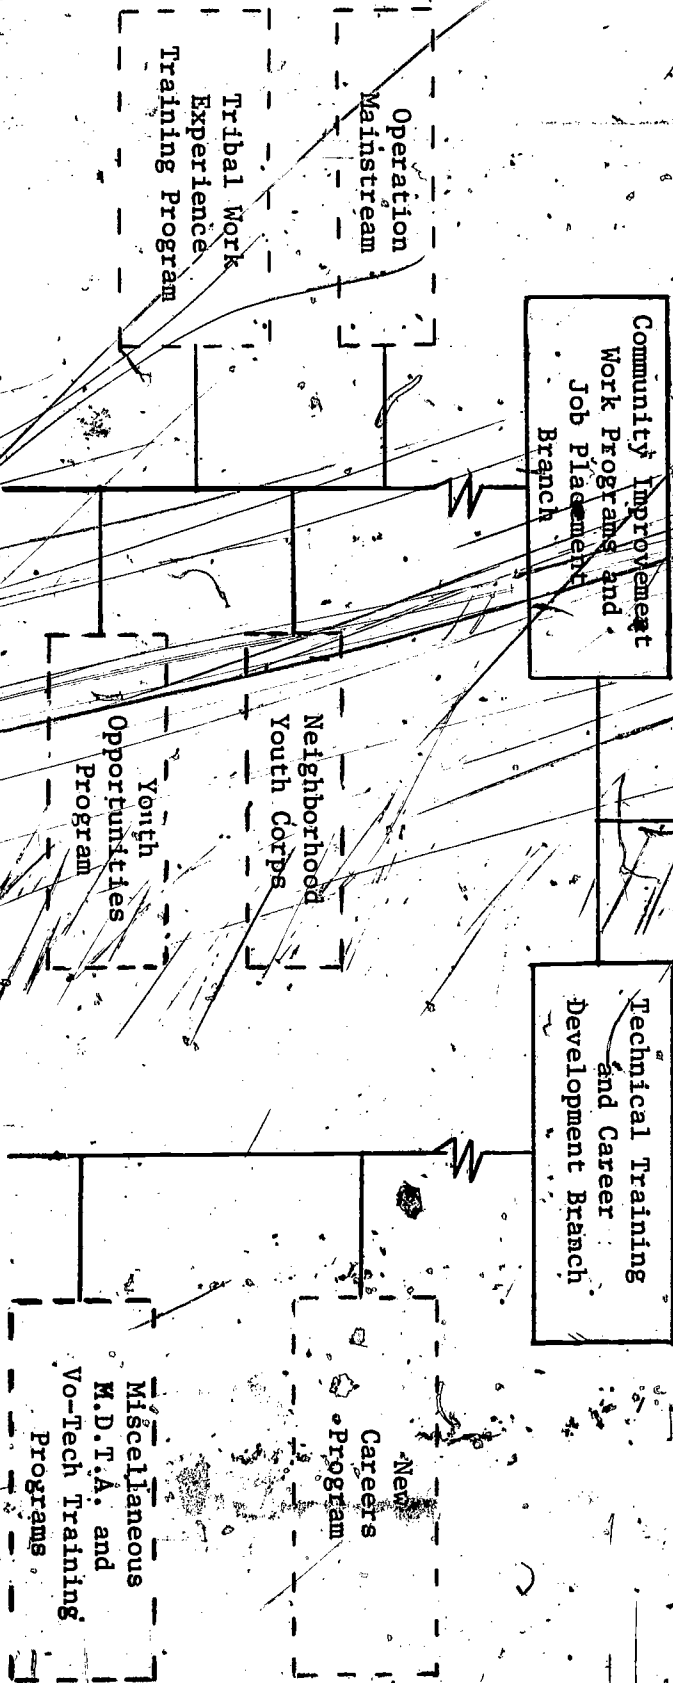 Community Improvement
Work Programs and
Job Placement
Branch
Technical Training
and Career
Development Branch
Operation
Mainstream
Neighborhood
Youth Corps
New
Careers
Program
Tribal Work
Experience
Training Program
Youth
Opportunities
Program
Miscellaneous
M.D.T.A. and
Vo-Tech Training
Programs